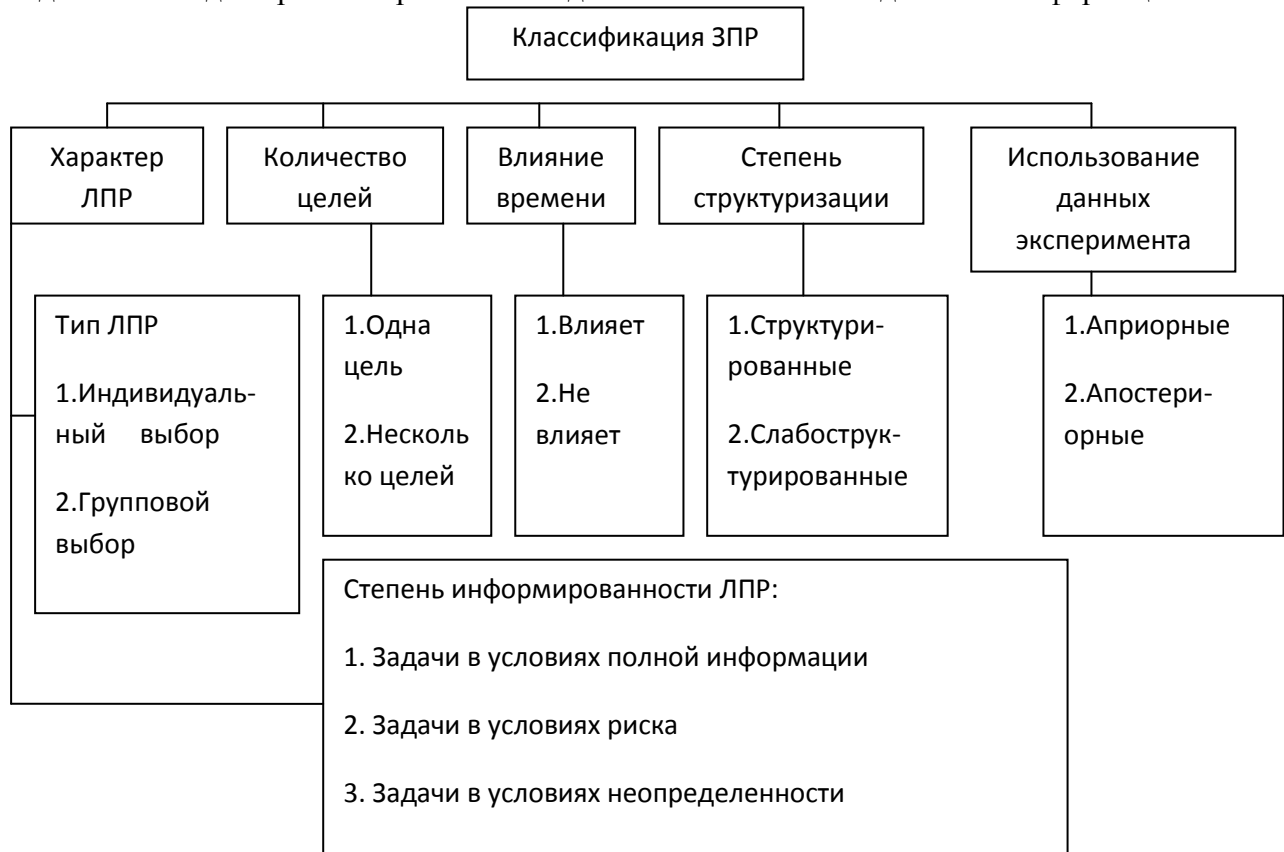 Классификация ЗПР
Характер
ЛПР
Количество
целей
Влияние
времени
Степень
структуризации
Использование
данных
эксперимента
Тип ЛПР
1.Индивидуаль-
ный выбор
2.Групповой
выбор
1.Одна
цель
2.Несколь
ко целей
1.Влияет
2.Не
влияет
1.Структури-
рованные
2.Слабострук-
турированные
1.Априорные
2.Апостери-
орные
Степень информированности ЛПР:
1. Задачи в условиях полной информации
2. Задачи в условиях риска
3. Задачи в условиях неопределенности